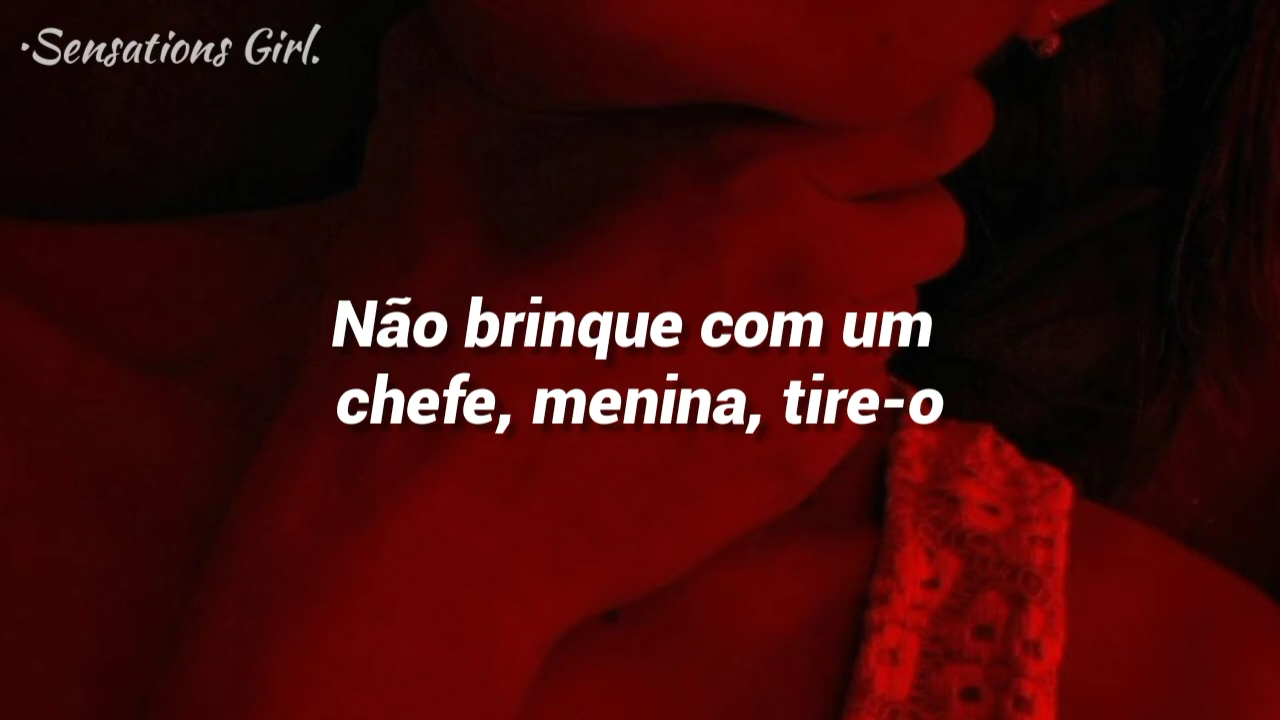 ·Sensations Girl.
Não brinque com um
chefe, menina, tire-o